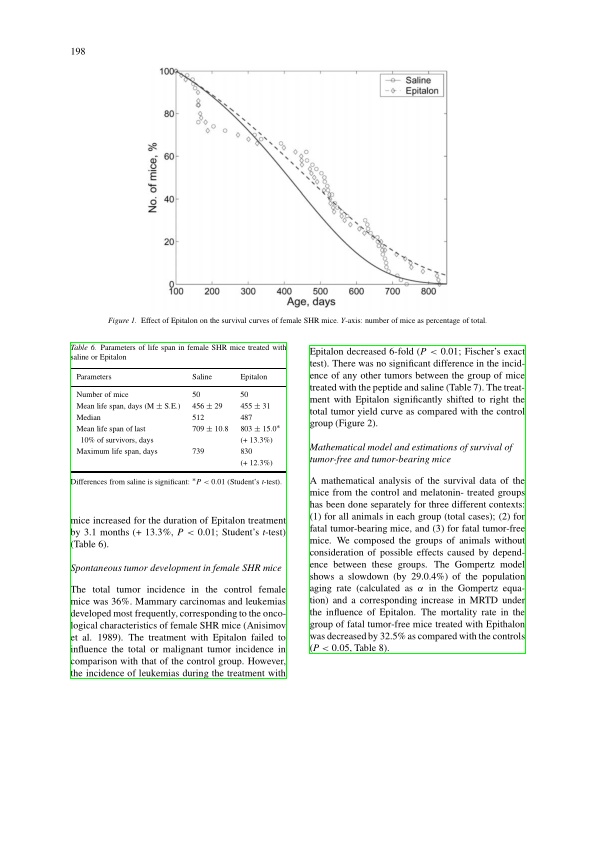 198
100
80
60
40
20
0
No. of mice, %
Saline
Epitalon
100 200 300 400 500 600 700 800
Age, days
Figure 1. Effect of Epitalon on the survival curves of female SHR mice. Y-axis: number of mice as percentage of total.
Table 6. Parameters of life span in female SHR mice treated with
saline or Epitalon
Parameters Saline Epitalon
Number of mice 50 50
Mean life span, days (M ± S.E.) 456 ± 29 455 ± 31
Median 512 487
Mean life span of last 709 ± 10.8 803 ± 15.0*
10% of survivors, days (+ 13.3%)
Maximum life span, days 739 830
(+ 12.3%)
Differences from saline is significant: *P < 0.01 (Student's t-test).
mice increased for the duration of Epitalon treatment
by 3.1 months (+ 13.3%, P < 0.01; Student's t-test)
(Table 6).
Spontaneous tumor development in female SHR mice
The total tumor incidence in the control female
mice was 36%. Mammary carcinomas and leukemias
developed most frequently, corresponding to the onco-
logical characteristics of female SHR mice (Anisimov
et al. 1989). The treatment with Epitalon failed to
influence the total or malignant tumor incidence in
comparison with that of the control group. However,
the incidence of leukemias during the treatment with
Epitalon decreased 6-fold (P < 0.01; Fischer's exact
test). There was no significant difference in the incid-
ence of any other tumors between the group of mice
treated with the peptide and saline (Table 7). The treat-
ment with Epitalon significantly shifted to right the
total tumor yield curve as compared with the control
group (Figure 2).
Mathematical model and estimations of survival of
tumor-free and tumor-bearing mice
A mathematical analysis of the survival data of the
mice from the control and melatonin- treated groups
has been done separately for three different contexts:
(1) for all animals in each group (total cases); (2) for
fatal tumor-bearing mice, and (3) for fatal tumor-free
mice. We composed the groups of animals without
consideration of possible effects caused by depend-
ence between these groups. The Gompertz model
shows a slowdown (by 29.0.4%) of the population
aging rate (calculated as α in the Gompertz equa-
tion) and a corresponding increase in MRTD under
the influence of Epitalon. The mortality rate in the
group of fatal tumor-free mice treated with Epithalon
was decreased by 32.5% as compared with the controls
(P < 0.05, Table 8).